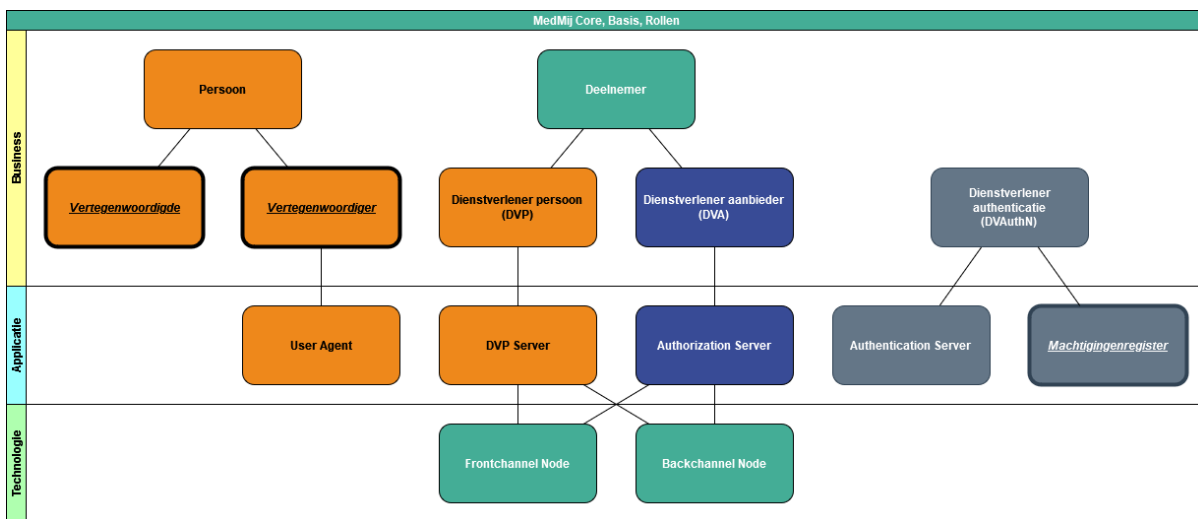 MedMij Core, Basis, Rollen
Business
Persoon
Deelnemer
Vertegenwoordigde
Vertegenwoordiger
Dienstverlener persoon
(DVP)
Dienstverlener aanbieder
(DVA)
Dienstverlener
authenticatie
(DVAuthN)
Applicatie
User Agent
DVP Server
Authorization Server
Authentication Server
Machtigingenregister
Technologie
Frontchannel Node
Backchannel Node